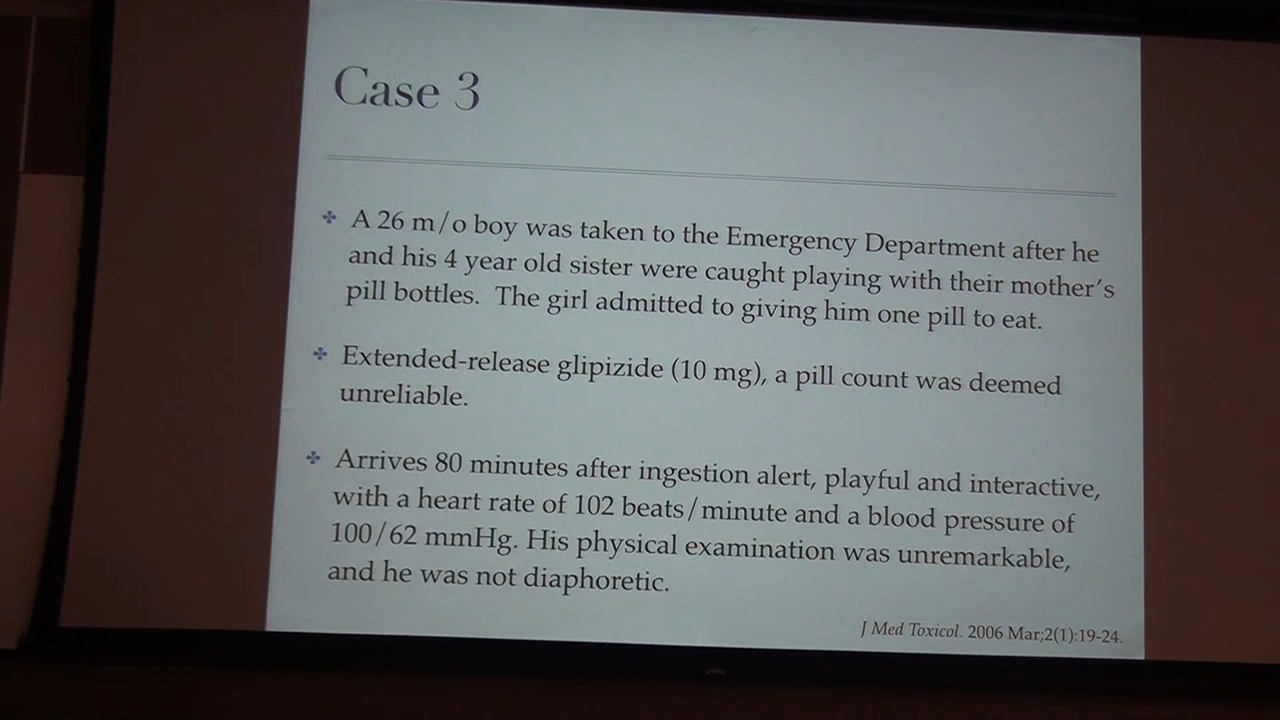 Case 3
A 26 m/o boy was taken to the Emergency Department after he
and his 4 year old sister were caught playing with their mother's
pill bottles. The girl admitted to giving him one pill to eat.
Extended-release glipizide (10 mg), a pill count was deemed
unreliable.
Arrives 80 minutes after ingestion alert, playful and interactive,
with a heart rate of 102 beats/minute and a blood pressure of
100/62 mmHg. His physical examination was unremarkable,
and he was not diaphoretic.
J Med Toxicol. 2006 Mar;2(1):19-24.